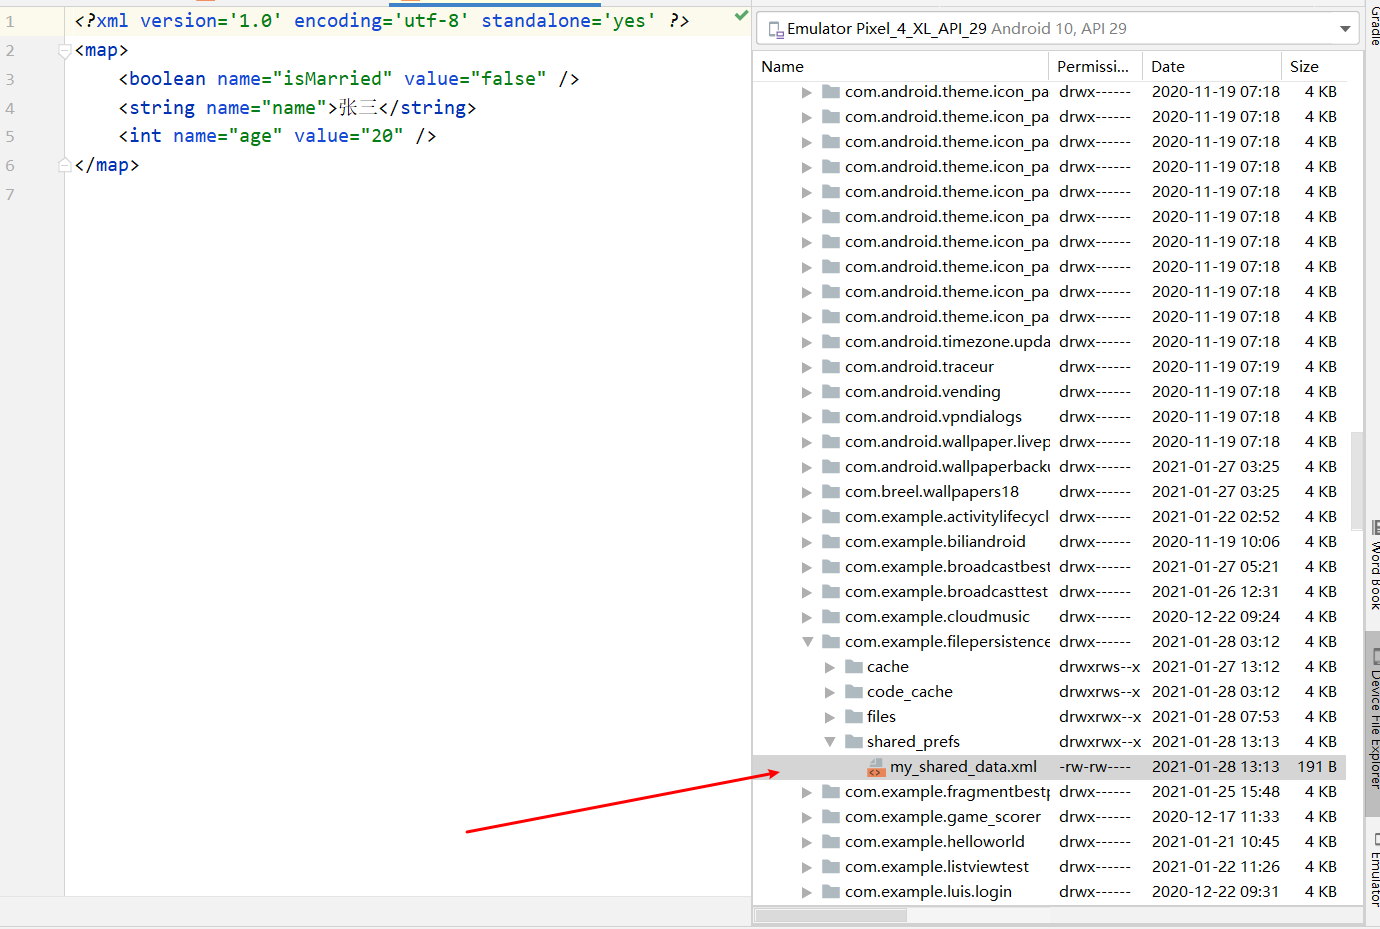 1 <?xml version='1.0' encoding='utf-8' standalone='yes' ?>
2 <map>
3 <boolean name="isMarried" value="false" />
4 <string name="name">张三</string>
5 <int name="age" value="20" />
6 </map>
7
Emulator Pixel_4_XL_API_29 Android 10, API 29
Name Permissi... Date Size
com.android.theme.icon_pa drwx------ 2020-11-19 07:18 4 KB
com.android.theme.icon_pa drwx------ 2020-11-19 07:18 4 KB
com.android.theme.icon_pa drwx------ 2020-11-19 07:18 4 KB
com.android.theme.icon_pa drwx------ 2020-11-19 07:18 4 KB
com.android.theme.icon_pa drwx------ 2020-11-19 07:18 4 KB
com.android.theme.icon_pa drwx------ 2020-11-19 07:18 4 KB
com.android.theme.icon_pa drwx------ 2020-11-19 07:18 4 KB
com.android.theme.icon_pa drwx------ 2020-11-19 07:18 4 KB
com.android.theme.icon_pa drwx------ 2020-11-19 07:18 4 KB
com.android.theme.icon_pa drwx------ 2020-11-19 07:18 4 KB
com.android.timezone.upda drwx------ 2020-11-19 07:18 4 KB
com.android.traceur drwx------ 2020-11-19 07:19 4 KB
com.android.vending drwx------ 2020-11-19 07:18 4 KB
com.android.vpndialogs drwx------ 2020-11-19 07:18 4 KB
com.android.wallpaper.livep drwx------ 2020-11-19 07:18 4 KB
com.android.wallpaperbacku drwx------ 2021-01-27 03:25 4 KB
com.breel.wallpapers18 drwx------ 2021-01-27 03:25 4 KB
com.example.activitylifecycl drwx------ 2021-01-22 02:52 4 KB
com.example.biliandroid drwx------ 2020-11-19 10:06 4 KB
com.example.broadcastbest drwx------ 2021-01-27 05:21 4 KB
com.example.broadcasttest drwx------ 2021-01-26 12:31 4 KB
com.example.cloudmusic drwx------ 2020-12-22 09:24 4 KB
com.example.filepersistence drwx------ 2021-01-28 03:12 4 KB
cache drwxrws--x 2021-01-27 13:12 4 KB
code_cache drwxrws--x 2021-01-28 03:12 4 KB
files drwxrwx--x 2021-01-28 07:53 4 KB
shared_prefs drwxrwx--x 2021-01-28 13:13 4 KB
my_shared_data.xml -rw-rw---- 2021-01-28 13:13 191 B
com.example.fragmentbestp drwx------ 2021-01-25 15:48 4 KB
com.example.game_scorer drwx------ 2020-12-17 11:33 4 KB
com.example.helloworld drwx------ 2021-01-21 10:45 4 KB
com.example.listviewtest drwx------ 2021-01-22 11:26 4 KB
com.example.luis.login drwx------ 2020-12-22 09:31 4 KB
Gradle
Word Book
Device File Explorer
Emulator